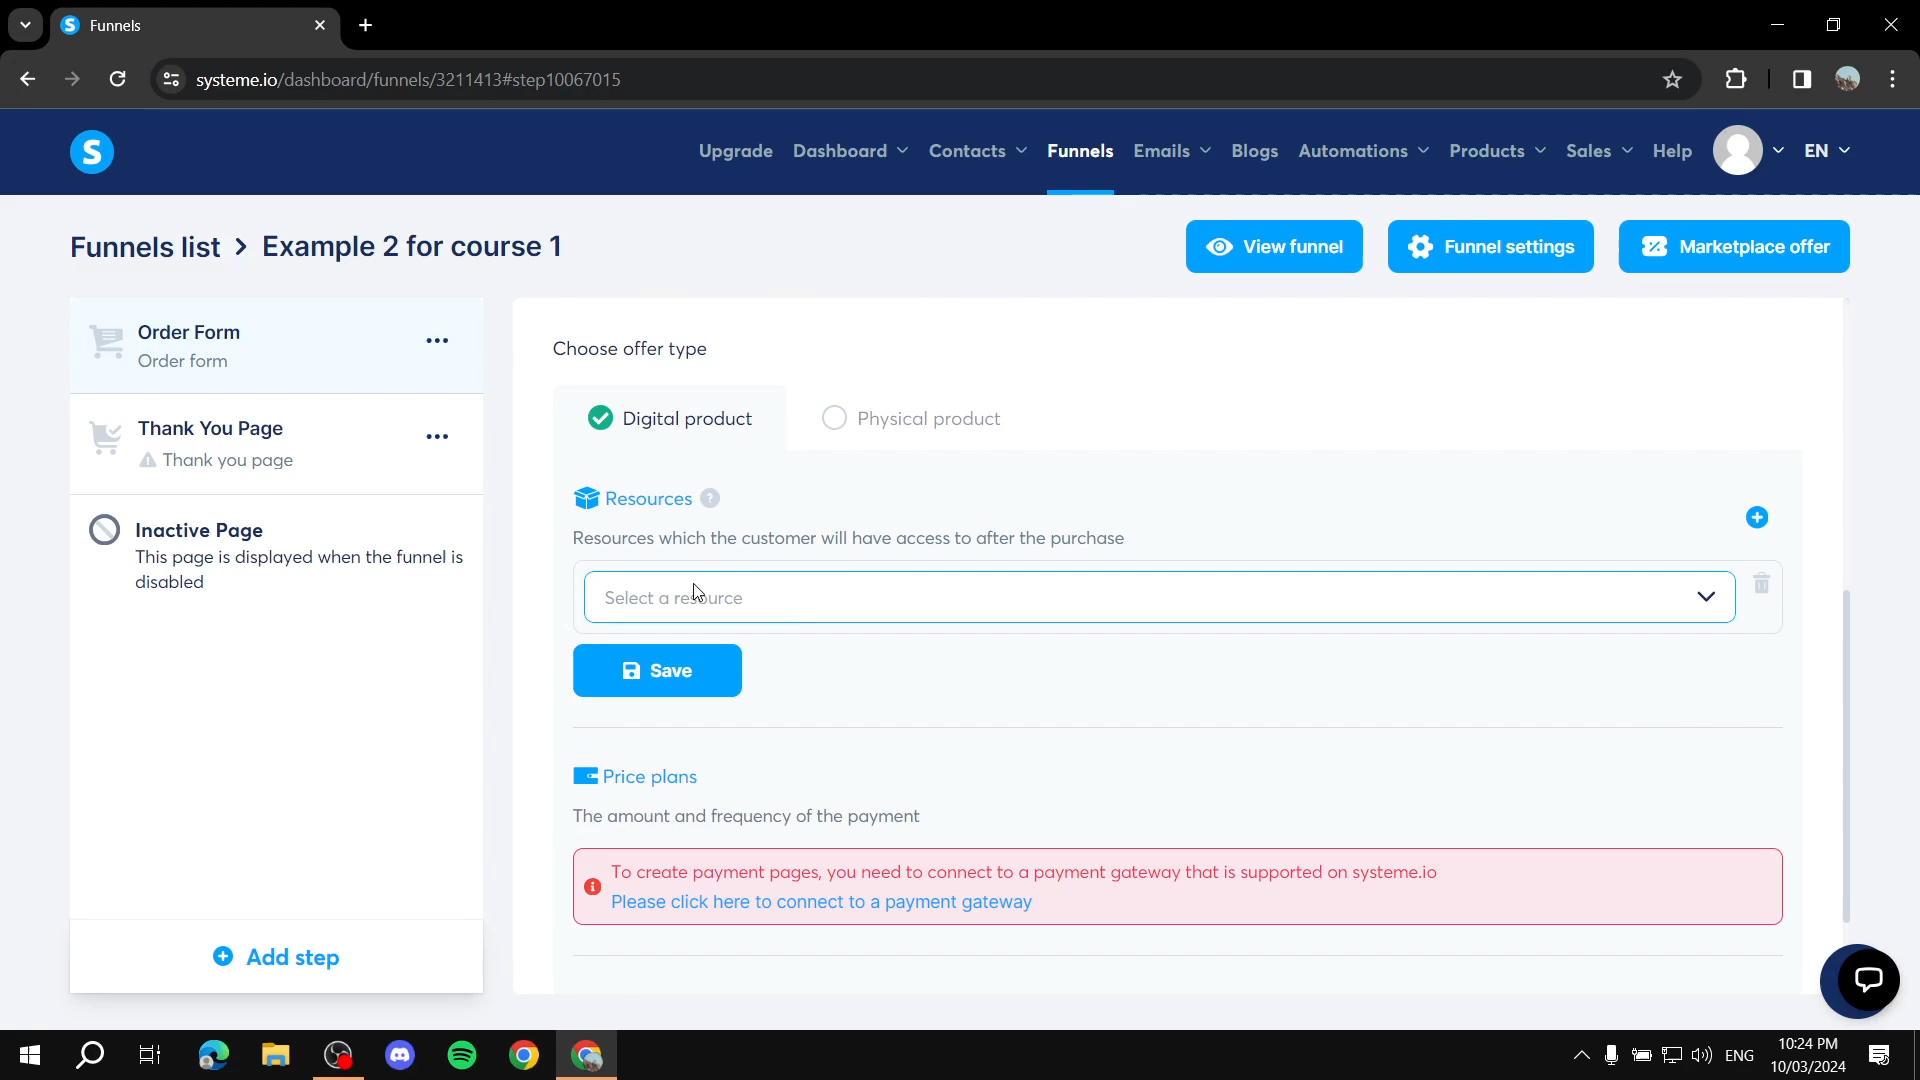 Funnels
systeme.io/dashboard/funnels/3211413#step10067015
S
Upgrade Dashboard Contacts Funnels Emails Blogs Automations Products Sales Help EN
Funnels list > Example 2 for course 1
View funnel
Funnel settings
Marketplace offer
Order Form
Order form
Thank You Page
Thank you page
Inactive Page
This page is displayed when the funnel is
disabled
Add step
Choose offer type
Digital product
Physical product
Resources ?
Resources which the customer will have access to after the purchase
Select a resource
Save
Price plans
The amount and frequency of the payment
To create payment pages, you need to connect to a payment gateway that is supported on systeme.io
Please click here to connect to a payment gateway
ENG
10:24 PM
10/03/2024